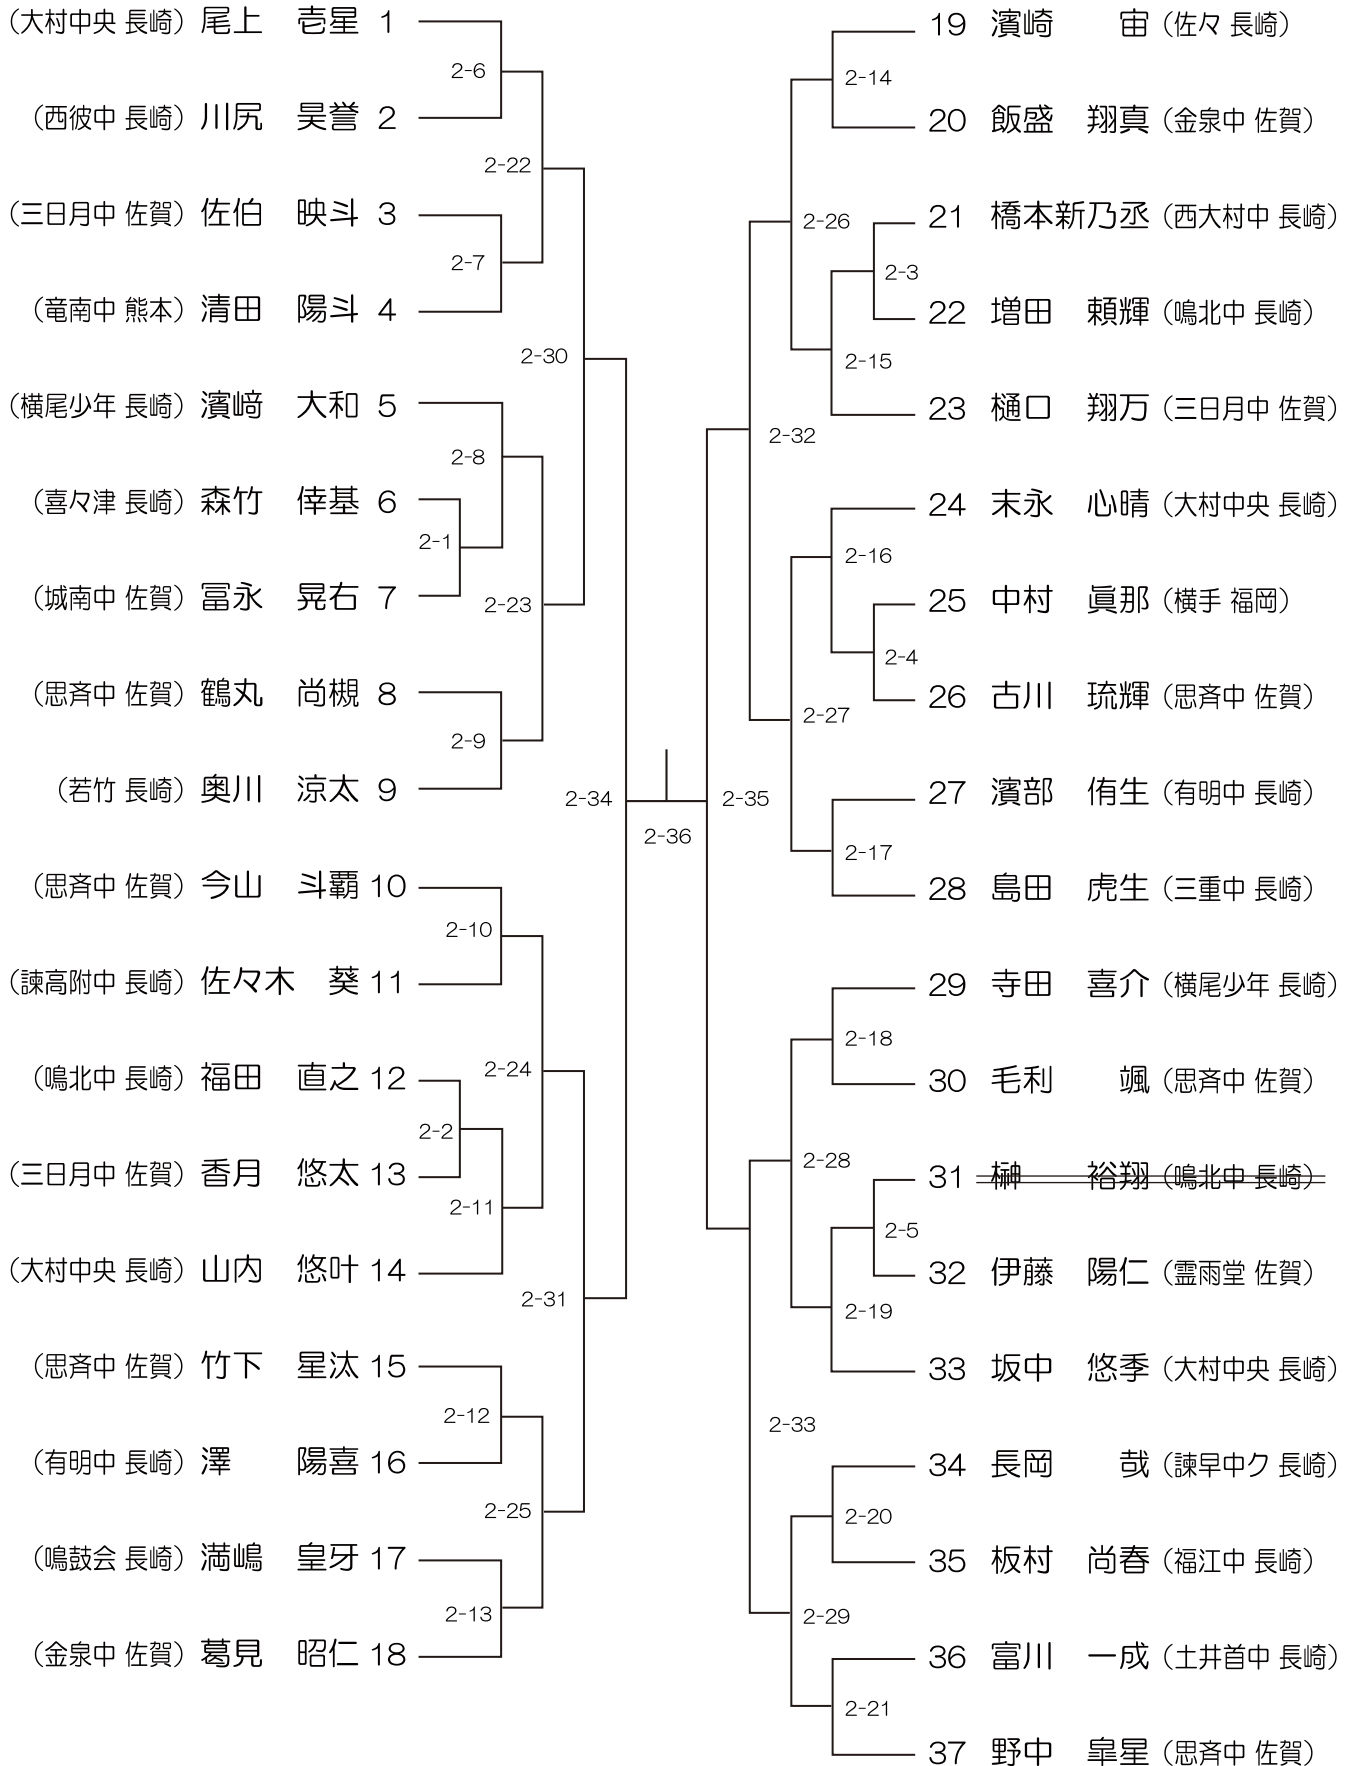 (大村中央 長崎) 尾上 壱星 1
2-6
(西彼中 長崎) 川尻 昊誉 2
2-22
(三日月中 佐賀) 佐伯 映斗 3
2-7
(竜南中 熊本) 清田 陽斗 4
2-30
(横尾少年 長崎) 濵﨑 大和 5
2-8
(喜々津 長崎) 森竹 倖基 6
2-1
(城南中 佐賀) 冨永 晃右 7
2-23
(思斉中 佐賀) 鶴丸 尚槻 8
2-9
(若竹 長崎) 奥川 涼太 9
2-34
(思斉中 佐賀) 今山 斗覇 10
2-10
(諫高附中 長崎) 佐々木 葵 11
2-24
(鳴北中 長崎) 福田 直之 12
2-2
(三日月中 佐賀) 香月 悠太 13
2-11
(大村中央 長崎) 山内 悠叶 14
2-31
(思斉中 佐賀) 竹下 星汰 15
2-12
(有明中 長崎) 澤 陽喜 16
2-25
(鳴鼓会 長崎) 満嶋 皇牙 17
2-13
(金泉中 佐賀) 葛見 昭仁 18
2-36
19 濵崎 宙 (佐々 長崎)
2-14
20 飯盛 翔真 (金泉中 佐賀)
2-26
21 橋本新乃丞 (西大村中 長崎)
2-3
22 増田 頼輝 (鳴北中 長崎)
2-15
23 樋口 翔万 (三日月中 佐賀)
2-32
24 末永 心晴 (大村中央 長崎)
2-16
25 中村 眞那 (横手 福岡)
2-4
26 古川 琉輝 (思斉中 佐賀)
2-27
27 濵部 侑生 (有明中 長崎)
2-35
2-17
28 島田 虎生 (三重中 長崎)
29 寺田 喜介 (横尾少年 長崎)
2-18
30 毛利 颯 (思斉中 佐賀)
2-28
31 榊 裕翔 (鳴北中 長崎)
2-5
32 伊藤 陽仁 (霊雨堂 佐賀)
2-19
33 坂中 悠季 (大村中央 長崎)
2-33
34 長岡 哉 (諫早中ク 長崎)
2-20
35 板村 尚春 (福江中 長崎)
2-29
36 富川 一成 (土井首中 長崎)
2-21
37 野中 皐星 (思斉中 佐賀)